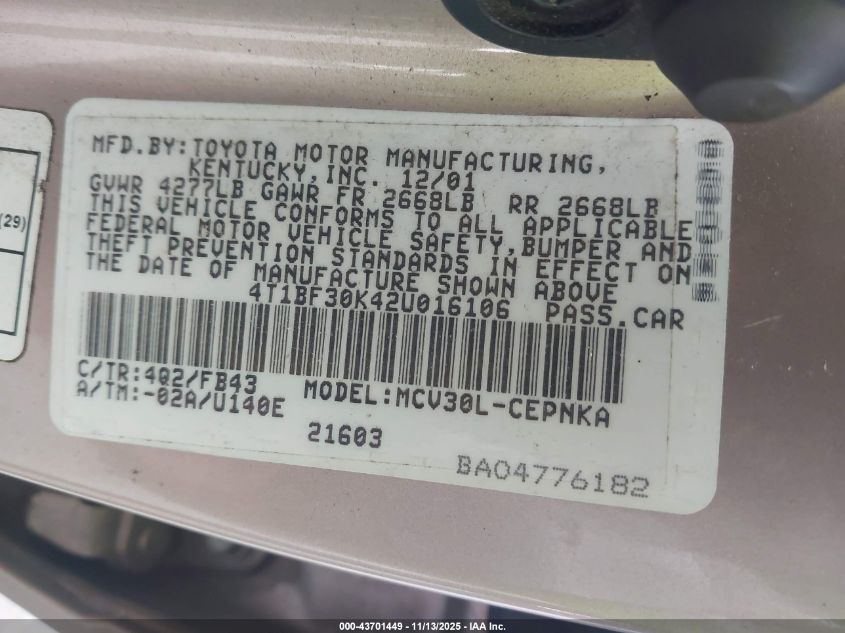 MFD.BY:TOYOTA MOTOR MANUFACTURING,
KENTUCKY,INC. 12/01
GVWR 4277LB GAWR FR 2668LB RR 2668LB
THIS VEHICLE CONFORMS TO ALL APPLICABLE
FEDERAL MOTOR VEHICLE SAFETY,BUMPER AND
THEFT PREVENTION STANDARDS IN EFFECT ON
THE DATE OF MANUFACTURE SHOWN ABOVE
4T1BF30K42U016106 PASS.CAR
C/TR:402/FB43 MODEL:MCV30L-CEPNKA
A/TM:-02A/U140E
21603
BA04776182
(29)
000-43701449 - 11/13/2025 - IAA Inc.